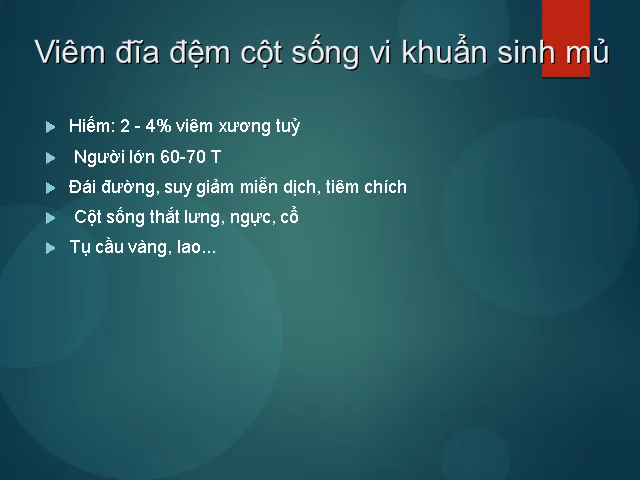 Viêm đĩa đệm cột sống vi khuẩn sinh mủ
Hiếm: 2 - 4% viêm xương tuỷ
Người lớn 60-70 T
Đái đường, suy giảm miễn dịch, tiêm chích
Cột sống thắt lưng, ngực, cổ
Tụ cầu vàng, lao...